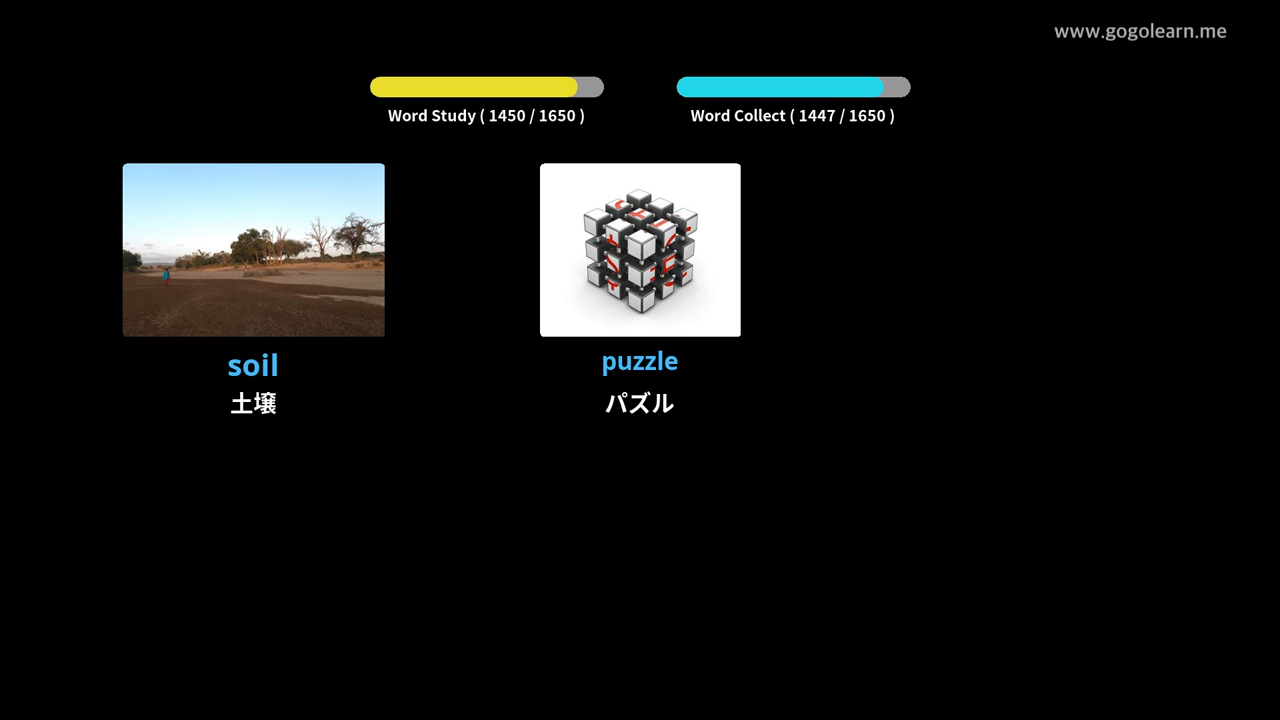 www.gogolearn.me
Word Study ( 1450 / 1650 )
Word Collect ( 1447 / 1650 )
soil
土壌
puzzle
パズル